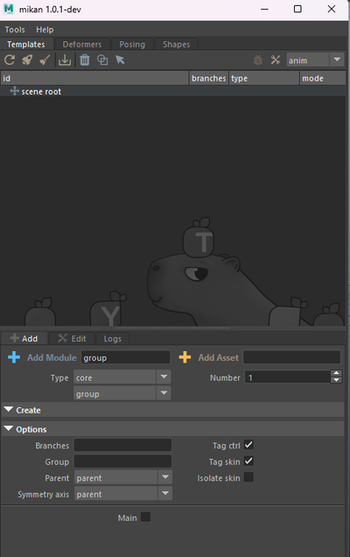 mikan 1.0.1-dev
Tools Help
Templates Deformers Posing Shapes
anim
id branches type mode
scene root
T
Y
Add Edit Logs
Add Module group Add Asset
Type core Number 1
group
Create
Options
Branches Tag ctrl
Group Tag skin
Parent parent Isolate skin
Symmetry axis parent
Main